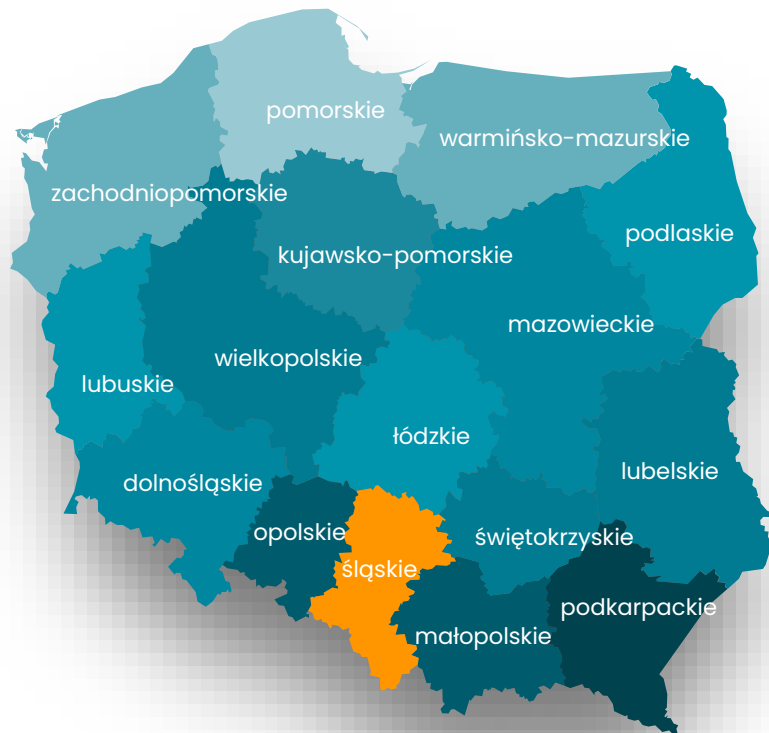 pomorskie
warmińsko-mazurskie
zachodniopomorskie
podlaskie
kujawsko-pomorskie
mazowieckie
wielkopolskie
lubuskie
łódzkie
lubelskie
dolnośląskie
opolskie
świętokrzyskie
śląskie
podkarpackie
małopolskie